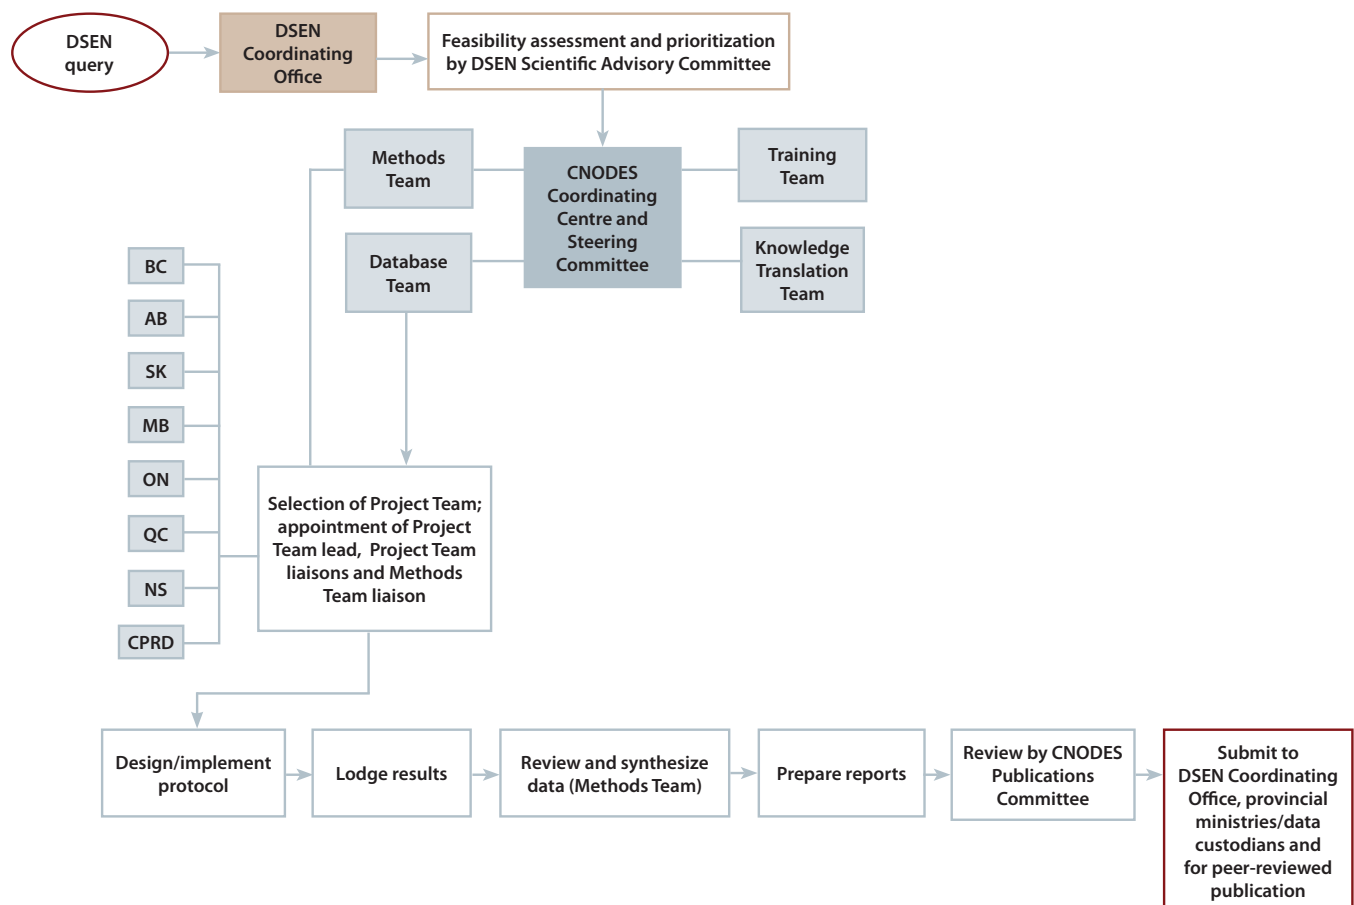 DSEN
query
DSEN
Coordinating
Office
Feasibility assessment and prioritization
by DSEN Scientific Advisory Committee
Methods
Team
CNODES
Coordinating
Centre and
Steering
Committee
Training
Team
Database
Team
Knowledge
Translation
Team
BC
AB
SK
MB
ON
QC
NS
CPRD
Selection of Project Team;
appointment of Project
Team lead, Project Team
liaisons and Methods
Team liaison
Design/implement
protocol
Lodge results
Review and synthesize
data (Methods Team)
Prepare reports
Review by CNODES
Publications
Committee
Submit to
DSEN Coordinating
Office, provincial
ministries/data
custodians and
for peer-reviewed
publication